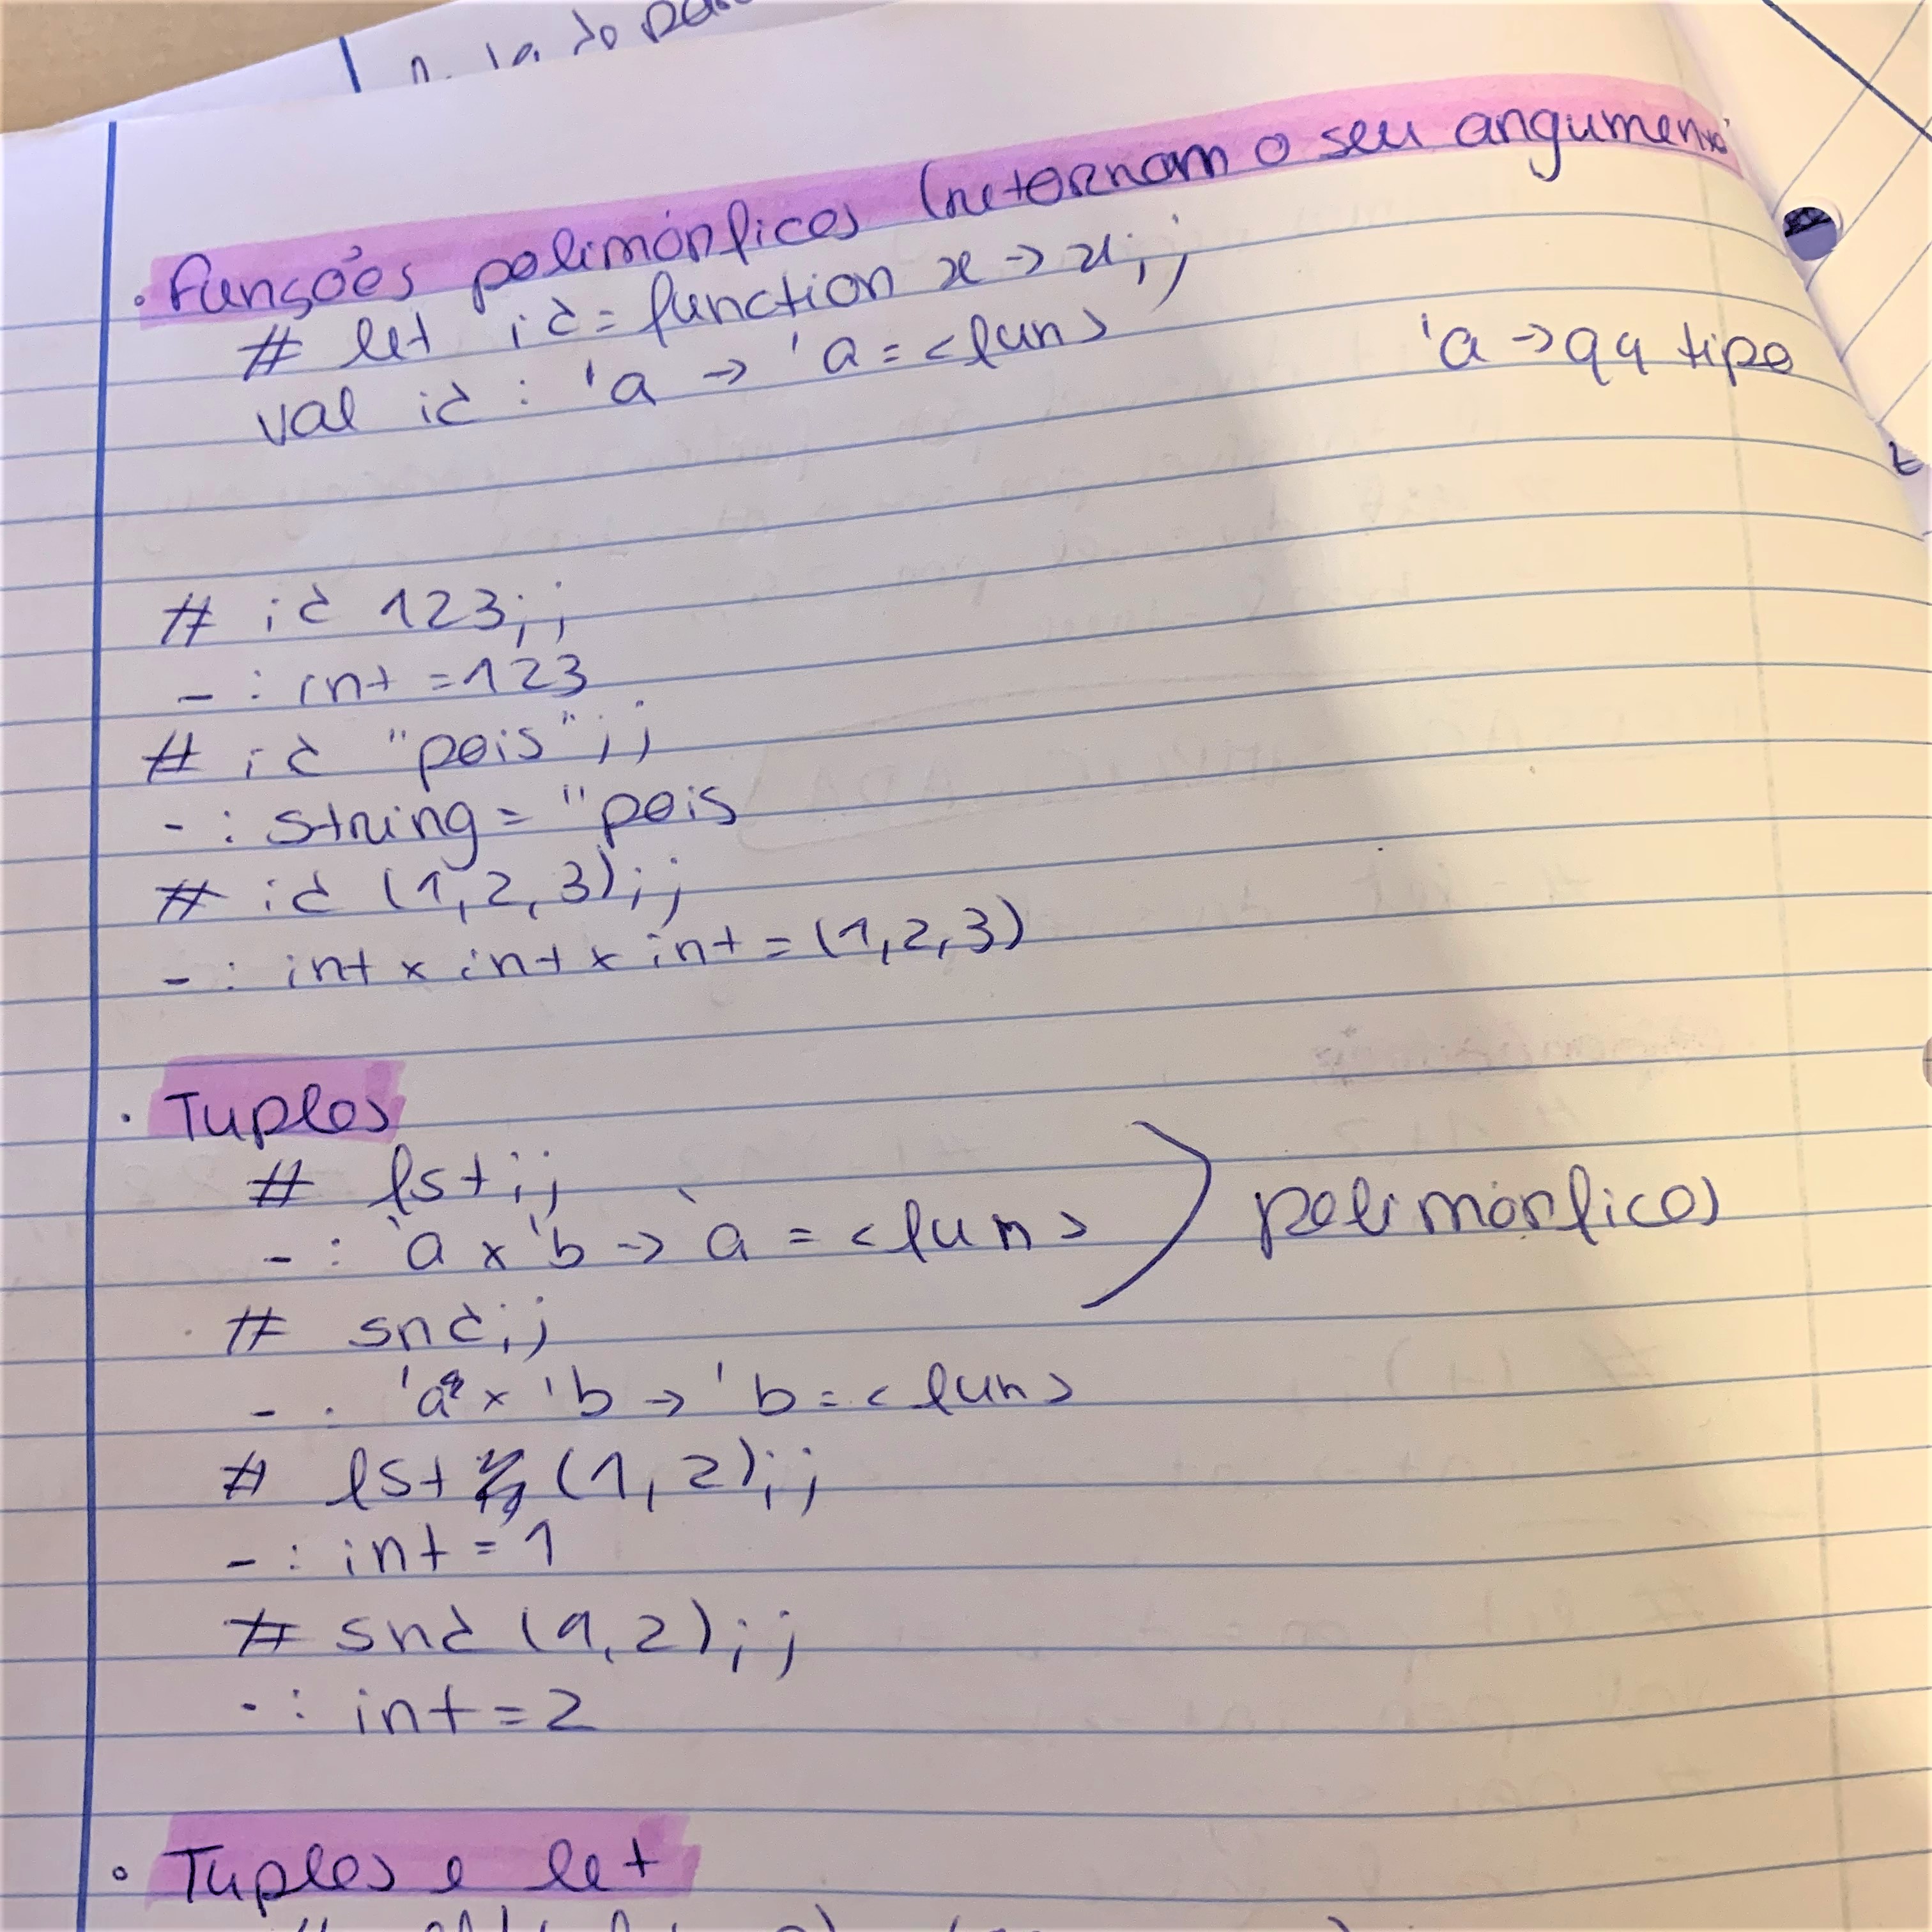 lado
• Funções polimórficas (retornam o seu argumento
# let id = function x -> x;;
val id : 'a -> 'a = <fun> 'a -> qq tipo
# id 123;;
- : int = 123
# id "pois";;
- : string = "pois
# id (1, 2, 3);;
- : int x int x int = (1, 2, 3)
• Tuplos
# fst;;
- : 'a x 'b -> 'a = <fun> polimórficos
# snd;;
- : 'a x 'b -> 'b = <fun>
# fst (1, 2);;
- : int = 1
# snd (1, 2);;
- : int = 2
• Tuplos e let